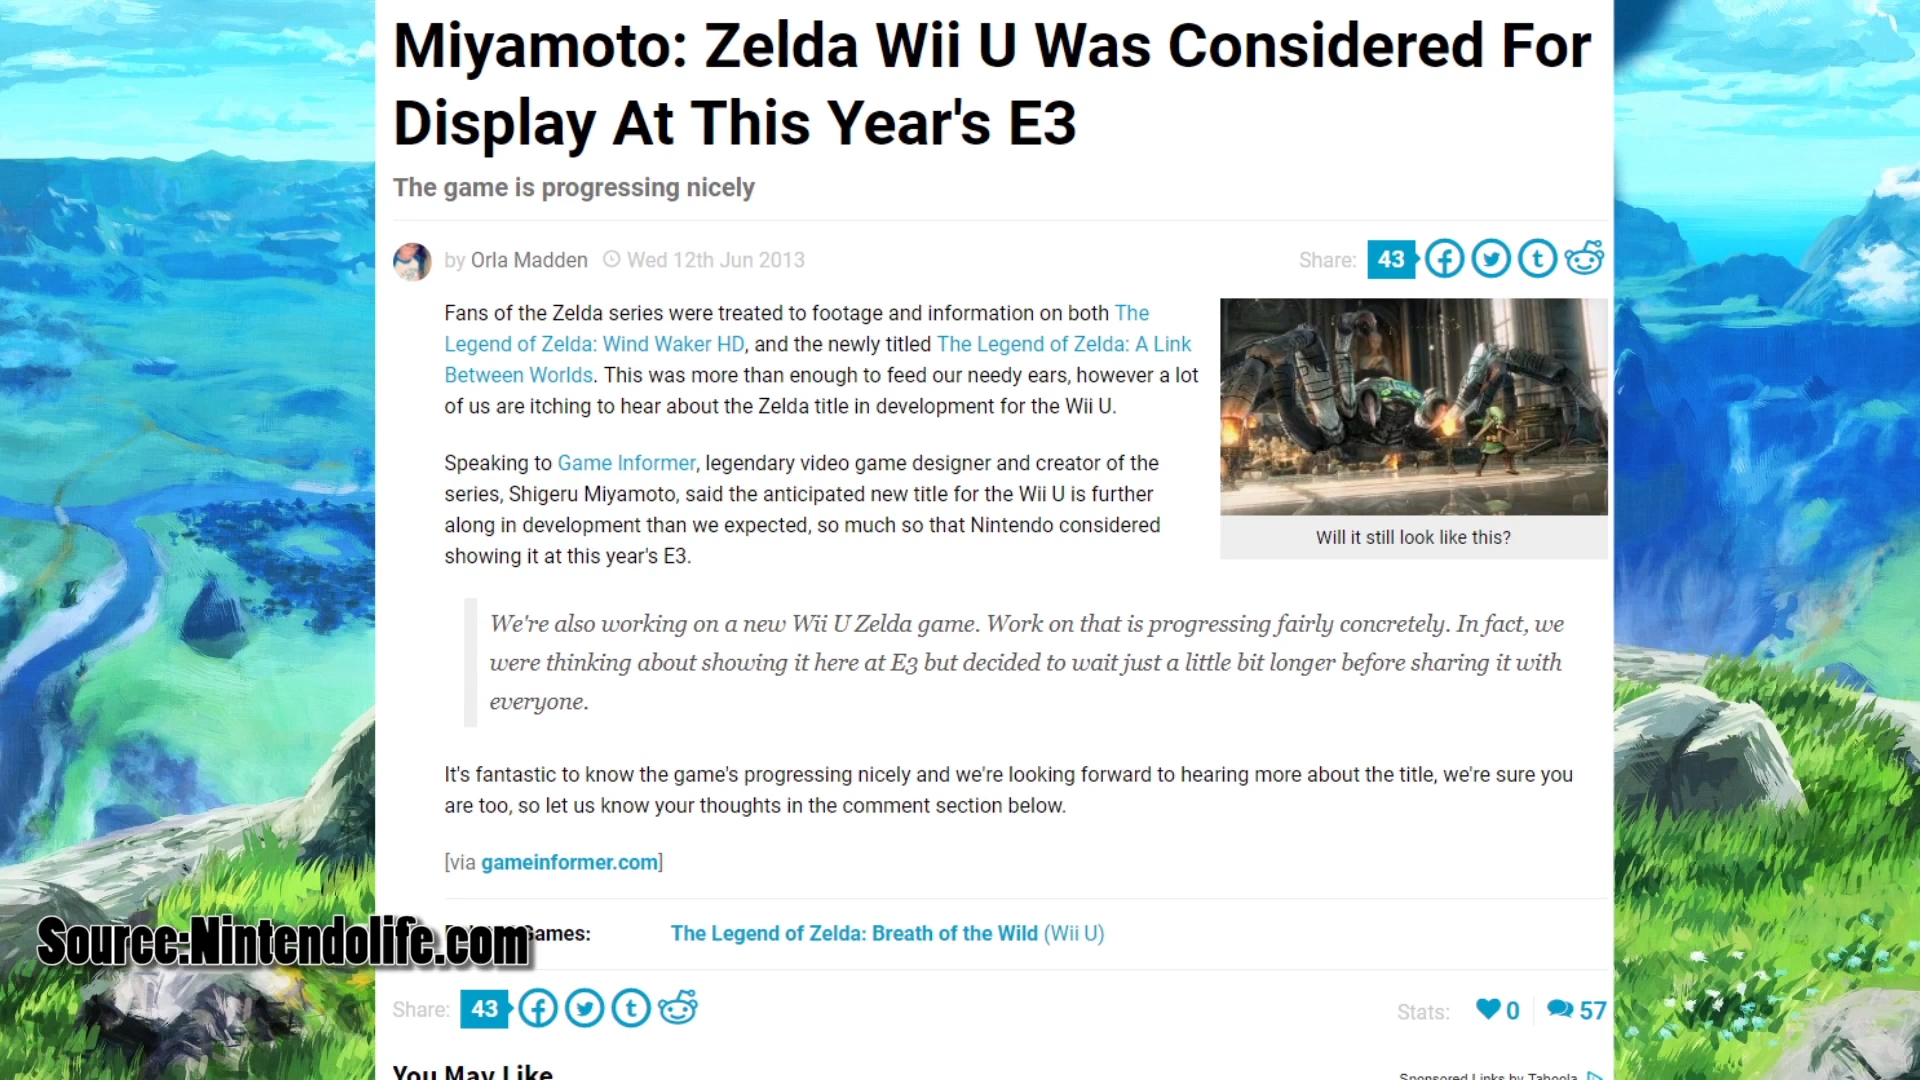 Miyamoto: Zelda Wii U Was Considered For
Display At This Year's E3
The game is progressing nicely
by Orla Madden Wed 12th Jun 2013
Share: 43
Fans of the Zelda series were treated to footage and information on both The
Legend of Zelda: Wind Waker HD, and the newly titled The Legend of Zelda: A Link
Between Worlds. This was more than enough to feed our needy ears, however a lot
of us are itching to hear about the Zelda title in development for the Wii U.
Speaking to Game Informer, legendary video game designer and creator of the
series, Shigeru Miyamoto, said the anticipated new title for the Wii U is further
along in development than we expected, so much so that Nintendo considered
showing it at this year's E3.
Will it still look like this?
We're also working on a new Wii U Zelda game. Work on that is progressing fairly concretely. In fact, we
were thinking about showing it here at E3 but decided to wait just a little bit longer before sharing it with
everyone.
It's fantastic to know the game's progressing nicely and we're looking forward to hearing more about the title, we're sure you
are too, so let us know your thoughts in the comment section below.
[via gameinformer.com]
Games: The Legend of Zelda: Breath of the Wild (Wii U)
Source:Nintendolife.com
Share: 43
Stats: 0 57
You May Like
Sponsored Links by Taboola